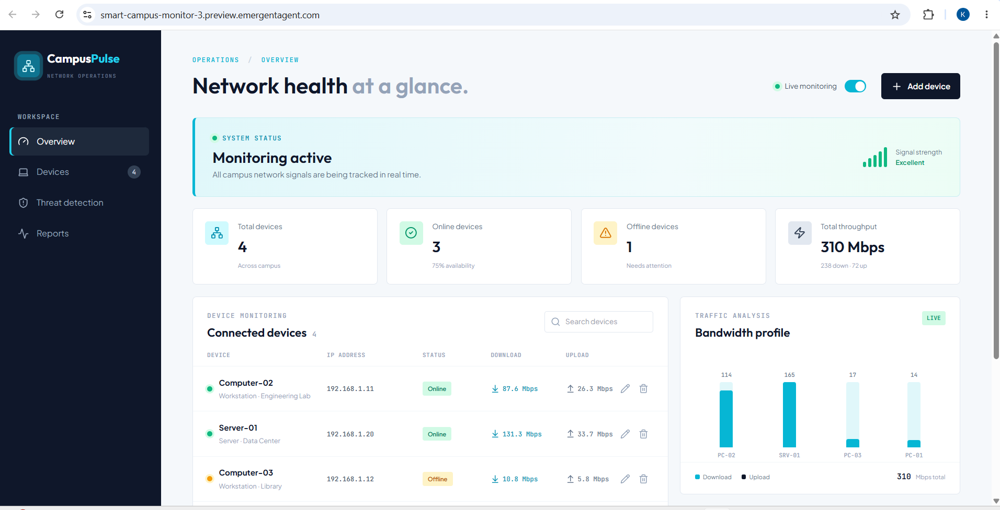 smart-campus-monitor-3.preview.emergentagent.com
K
CampusPulse
NETWORK OPERATIONS
WORKSPACE
Overview
Devices 4
Threat detection
Reports
OPERATIONS / OVERVIEW
Network health at a glance.
Live monitoring
+ Add device
SYSTEM STATUS
Monitoring active
All campus network signals are being tracked in real time.
Signal strength
Excellent
Total devices
4
Across campus
Online devices
3
75% availability
Offline devices
1
Needs attention
Total throughput
310 Mbps
238 down · 72 up
DEVICE MONITORING
Connected devices 4
Search devices
DEVICE IP ADDRESS STATUS DOWNLOAD UPLOAD
Computer-02
Workstation · Engineering Lab
192.168.1.11 Online 87.6 Mbps 26.3 Mbps
Server-01
Server · Data Center
192.168.1.20 Online 131.3 Mbps 33.7 Mbps
Computer-03
Workstation · Library
192.168.1.12 Offline 10.8 Mbps 5.8 Mbps
TRAFFIC ANALYSIS
LIVE
Bandwidth profile
114 165 17 14
PC-02 SRV-01 PC-03 PC-01
Download Upload
310 Mbps total